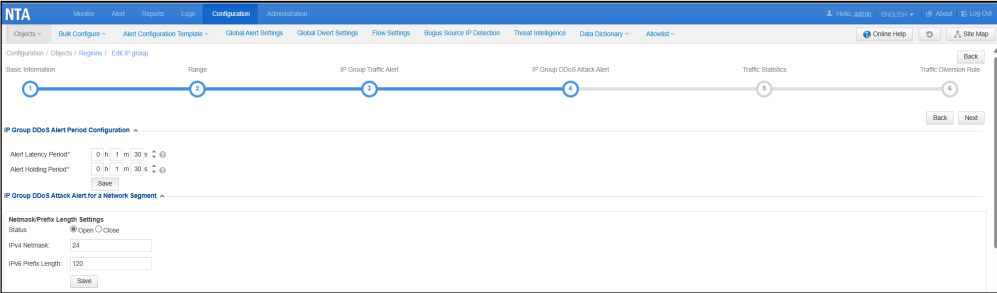 NTA Monitor Alert Reports Logs Configuration Administration Hello, admin ENGLISH About Log Out
Objects Bulk Configure Alert Configuration Template Global Alert Settings Global Divert Settings Flow Settings Bogus Source IP Detection Threat Intelligence Data Dictionary Allowlist Online Help Site Map
Configuration / Objects / Regions / Edit IP group Back
Basic Information Range IP Group Traffic Alert IP Group DDoS Attack Alert Traffic Statistics Traffic Diversion Rule
1 2 3 4 5 6
Back Next
IP Group DDoS Alert Period Configuration
Alert Latency Period* 0 h 1 m 30 s
Alert Holding Period* 0 h 1 m 30 s
Save
IP Group DDoS Attack Alert for a Network Segment
Netmask/Prefix Length Settings
Status Open Close
IPv4 Netmask: 24
IPv6 Prefix Length: 120
Save